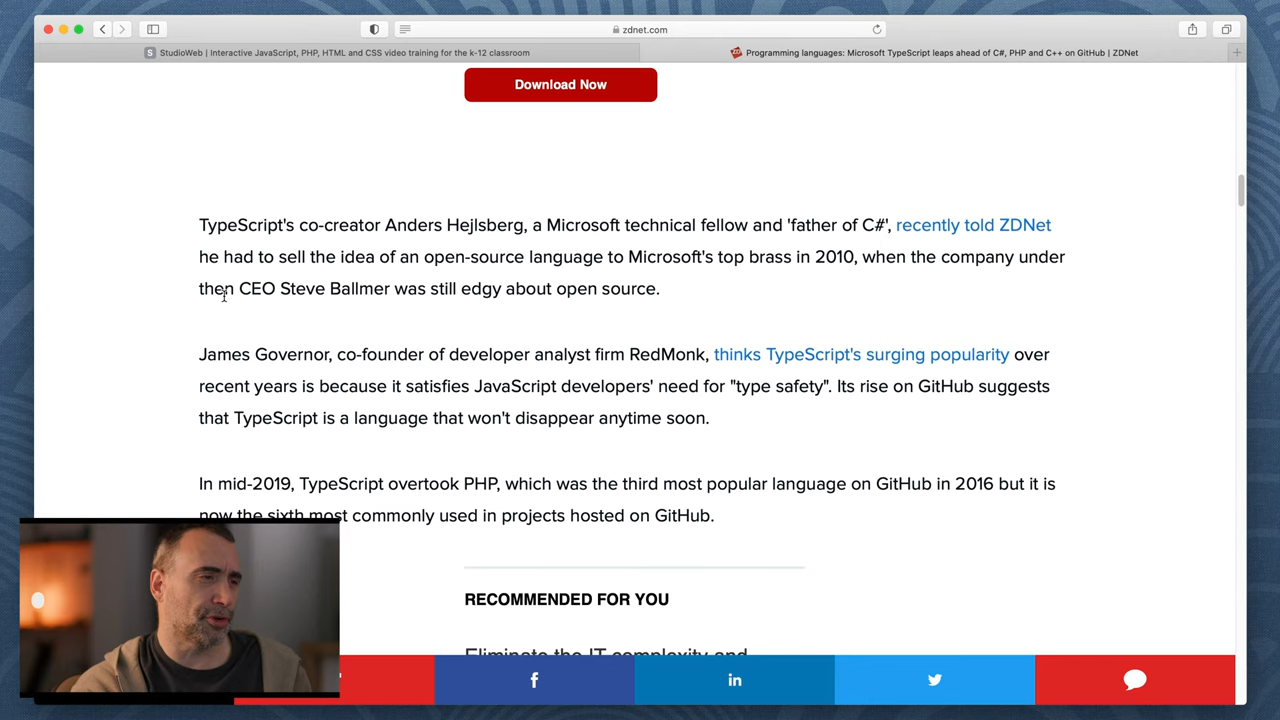 zdnet.com
StudioWeb | Interactive JavaScript, PHP, HTML and CSS video training for the k-12 classroom
Programming languages: Microsoft TypeScript leaps ahead of C#, PHP and C++ on GitHub | ZDNet
Download Now
TypeScript's co-creator Anders Hejlsberg, a Microsoft technical fellow and 'father of C#', recently told ZDNet
he had to sell the idea of an open-source language to Microsoft's top brass in 2010, when the company under
then CEO Steve Ballmer was still edgy about open source.
James Governor, co-founder of developer analyst firm RedMonk, thinks TypeScript's surging popularity over
recent years is because it satisfies JavaScript developers' need for "type safety". Its rise on GitHub suggests
that TypeScript is a language that won't disappear anytime soon.
In mid-2019, TypeScript overtook PHP, which was the third most popular language on GitHub in 2016 but it is
now the sixth most commonly used in projects hosted on GitHub.
RECOMMENDED FOR YOU
Eliminate the IT complexity and